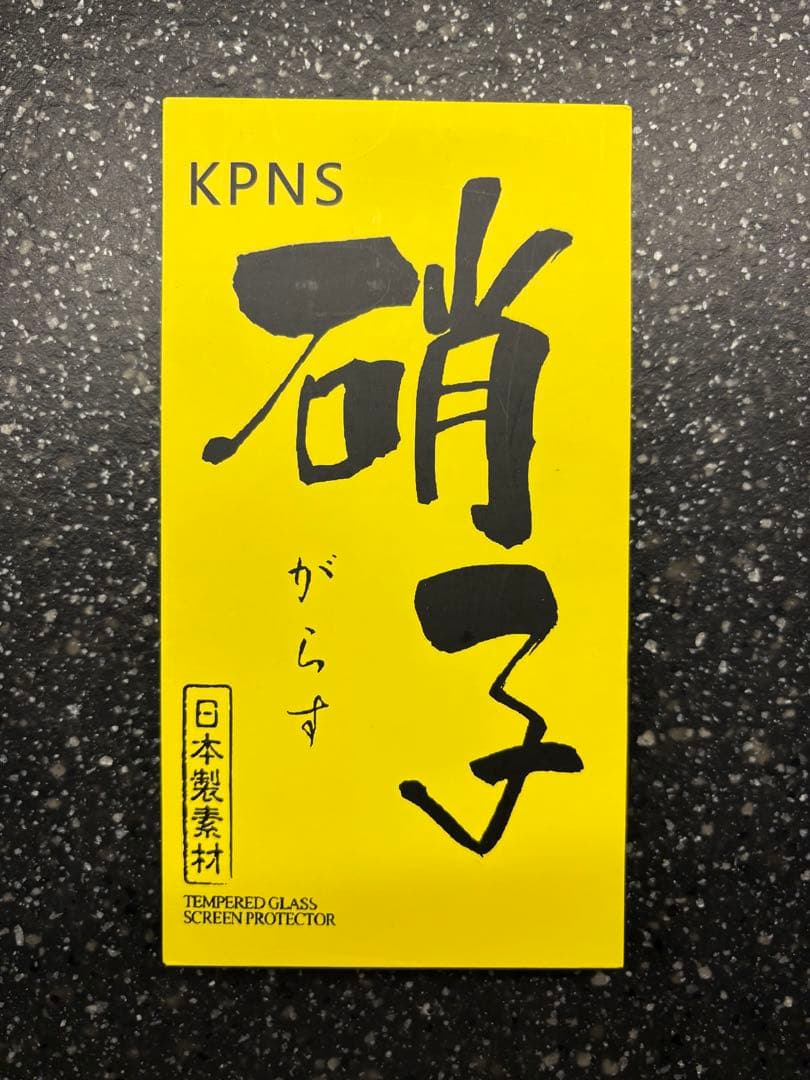 KPNS
硝子
がらす
日本製素材
TEMPERED GLASS
SCREEN PROTECTOR